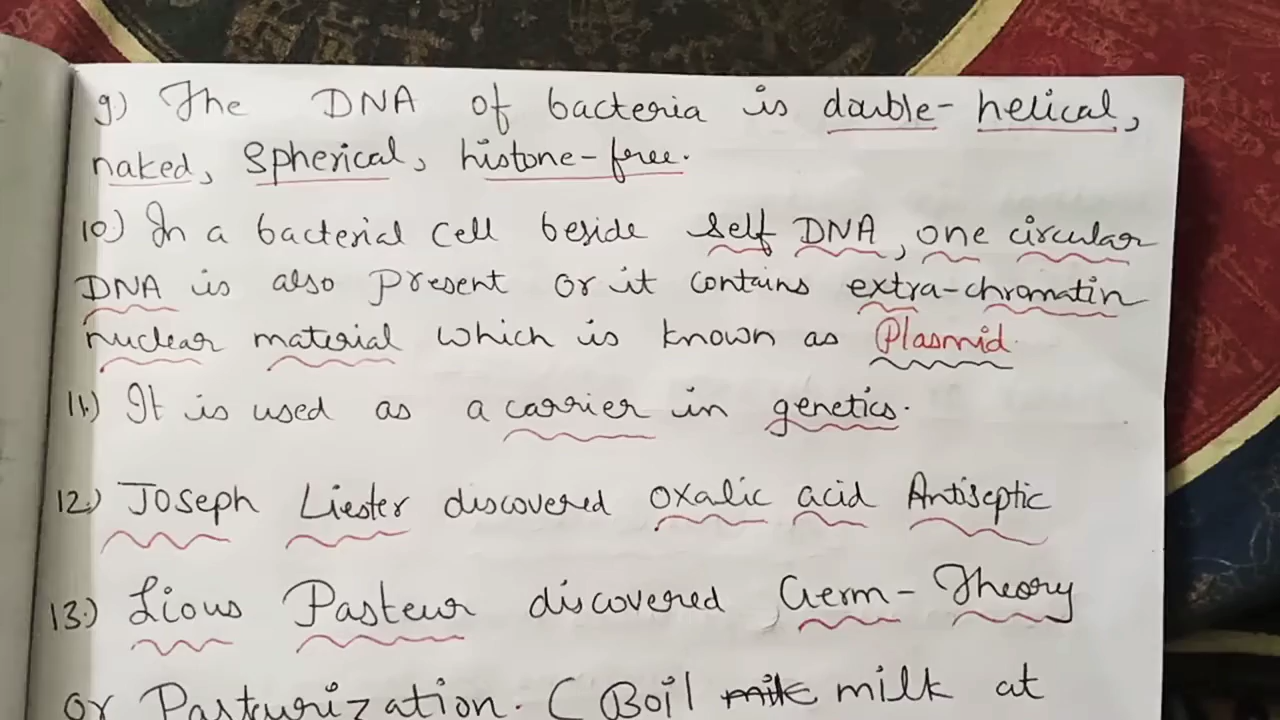 9.) The DNA of bacteria is double-helical,
naked, Spherical, histone-free.
10.) In a bacterial cell beside self DNA, one circular
DNA is also present or it contains extra-chromatin
nuclear material which is known as Plasmid.
11.) It is used as a carrier in genetics.
12.) Joseph Liester discovered oxalic acid Antiseptic
13.) Lious Pasteur discovered Germ-Theory
or Pasturization. (Boil milk milk at